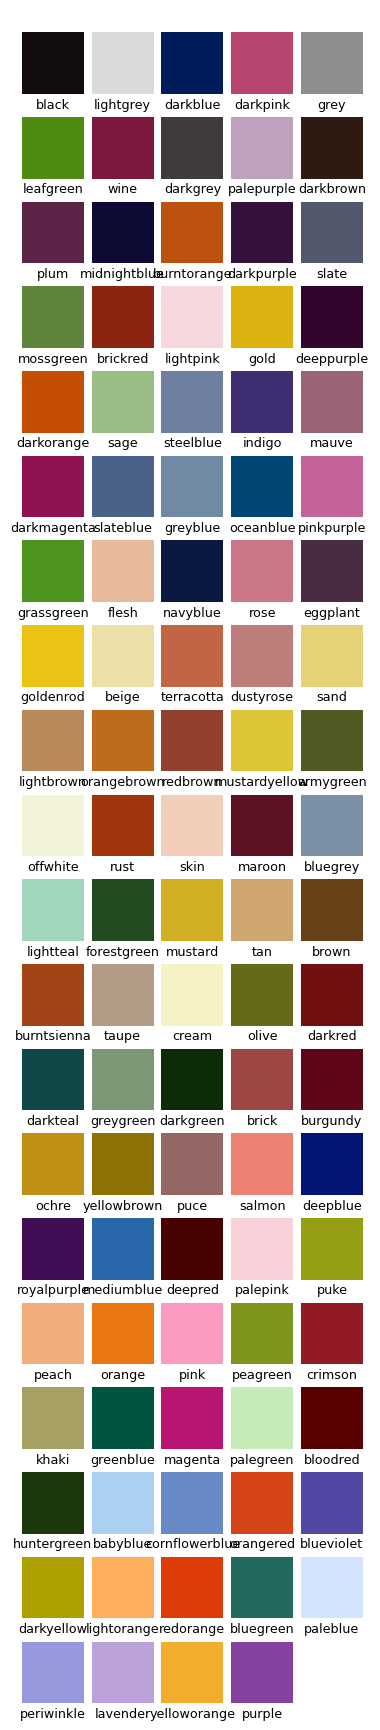 black lightgrey darkblue darkpink grey
leafgreen wine darkgrey palepurple darkbrown
plum midnightblue burntorange darkpurple slate
mossgreen brickred lightpink gold deeppurple
darkorange sage steelblue indigo mauve
darkmagenta slateblue greyblue oceanblue pinkpurple
grassgreen flesh navyblue rose eggplant
goldenrod beige terracotta dustyrose sand
lightbrown orangebrown redbrown mustardyellow armygreen
offwhite rust skin maroon bluegrey
lightteal forestgreen mustard tan brown
burntsienna taupe cream olive darkred
darkteal greygreen darkgreen brick burgundy
ochre yellowbrown puce salmon deepblue
royalpurple mediumblue deepred palepink puke
peach orange pink peagreen crimson
khaki greenblue magenta palegreen bloodred
huntergreen babyblue cornflowerblue orangered blueviolet
darkyellow lightorange redorange bluegreen paleblue
periwinkle lavender yelloworange purple